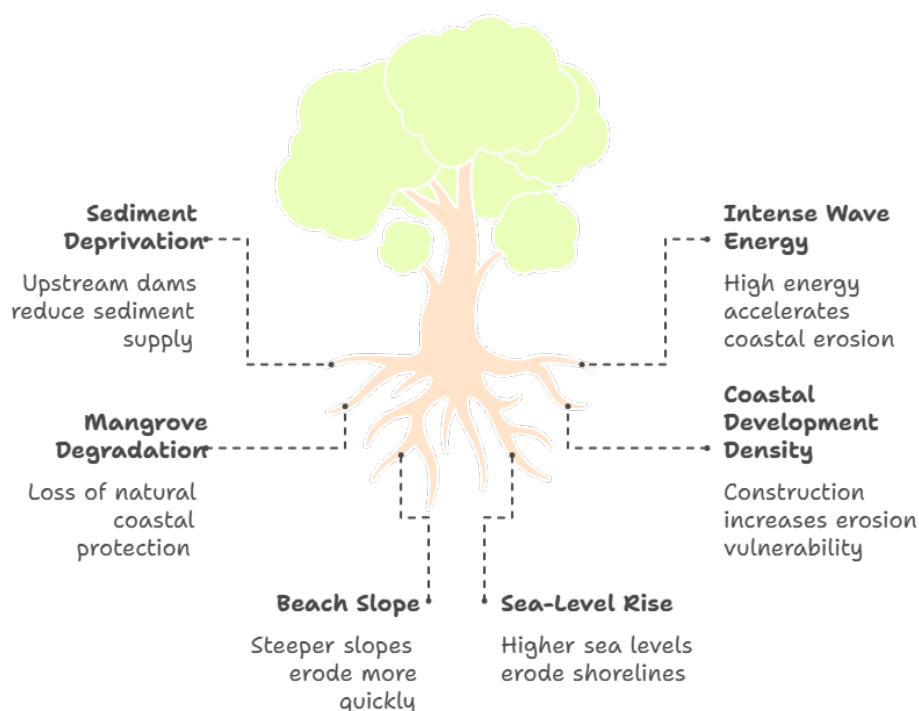 Sediment
Deprivation
Upstream dams
reduce sediment
supply
Mangrove
Degradation
Loss of natural
coastal
protection
Beach Slope
Steeper slopes
erode more
quickly
Sea-Level Rise
Higher sea levels
erode shorelines
Intense Wave
Energy
High energy
accelerates
coastal erosion
Coastal
Development
Density
Construction
increases erosion
vulnerability